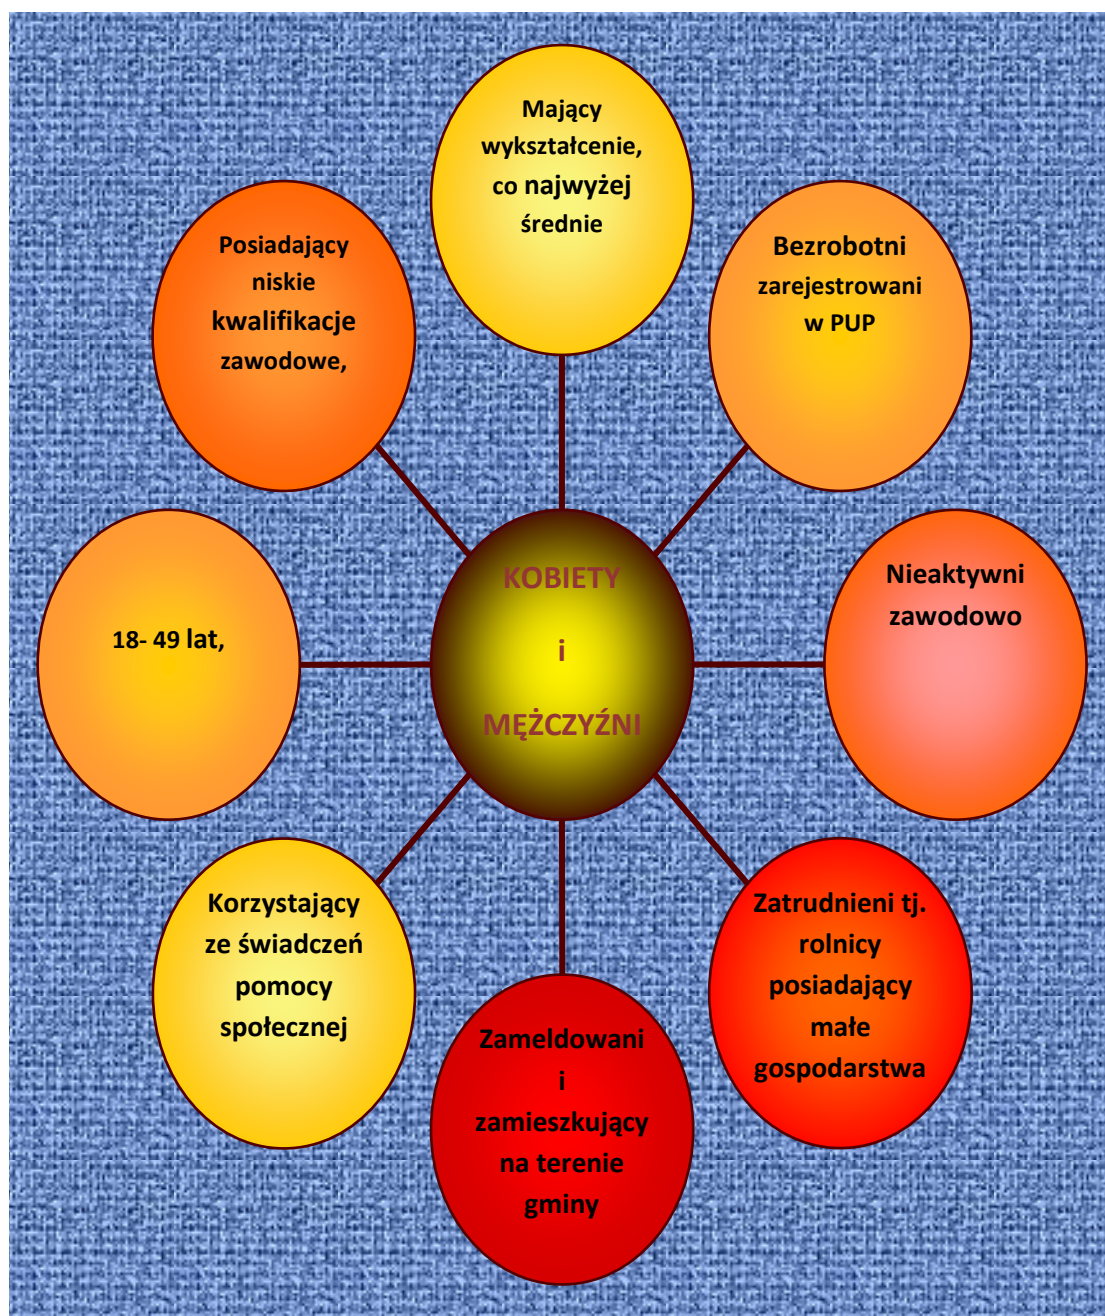 Mający
wykształcenie,
co najwyżej
średnie
Bezrobotni
zarejestrowani
w PUP
Nieaktywni
zawodowo
Zatrudnieni tj.
rolnicy
posiadający
małe
gospodarstwa
Zameldowani
i
zamieszkujący
na terenie
gminy
Korzystający
ze świadczeń
pomocy
społecznej
18- 49 lat,
Posiadający
niskie
kwalifikacje
zawodowe,
KOBIETY
i
MĘŻCZYŹNI